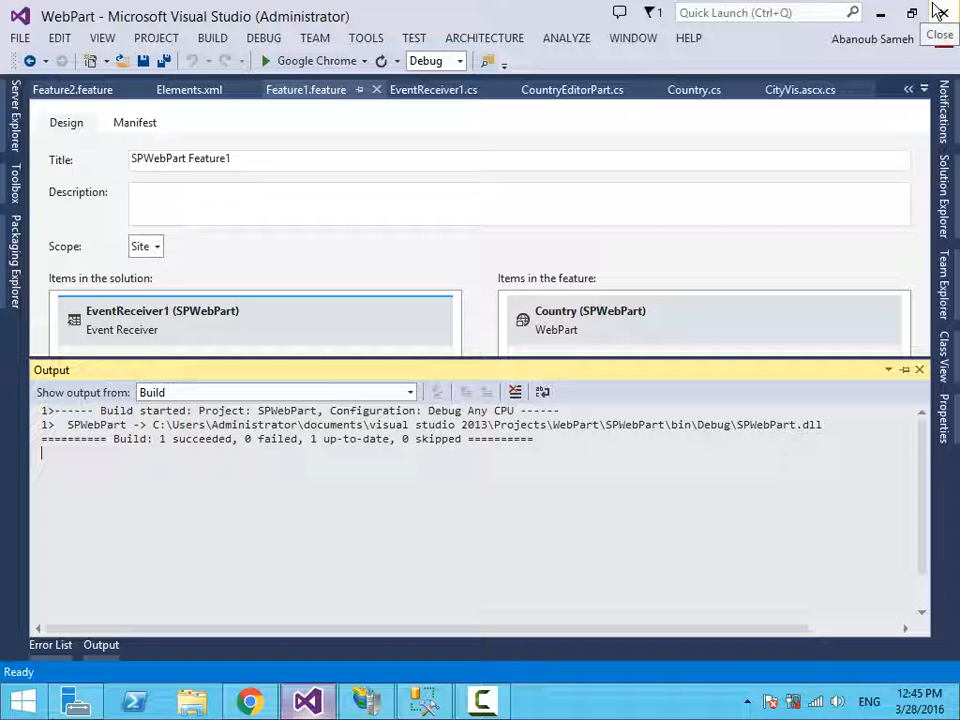 WebPart - Microsoft Visual Studio (Administrator)
1
Quick Launch (Ctrl+Q)
Close
FILE EDIT VIEW PROJECT BUILD DEBUG TEAM TOOLS TEST ARCHITECTURE ANALYZE WINDOW HELP
Abanoub Sameh
Google Chrome
Debug
Feature2.feature Elements.xml Feature1.feature EventReceiver1.cs CountryEditorPart.cs Country.cs CityVis.ascx.cs
Server Explorer
Toolbox
Packaging Explorer
Design Manifest
Title: SPWebPart Feature1
Description:
Scope: Site
Items in the solution: Items in the feature:
EventReceiver1 (SPWebPart)
Event Receiver
Country (SPWebPart)
WebPart
Output
Show output from: Build
1>------ Build started: Project: SPWebPart, Configuration: Debug Any CPU ------
1>  SPWebPart -> C:\Users\Administrator\documents\visual studio 2013\Projects\WebPart\SPWebPart\bin\Debug\SPWebPart.dll
========== Build: 1 succeeded, 0 failed, 1 up-to-date, 0 skipped ==========
Notifications
Solution Explorer
Team Explorer
Class View
Properties
Error List Output
Ready
ENG
12:45 PM
3/28/2016